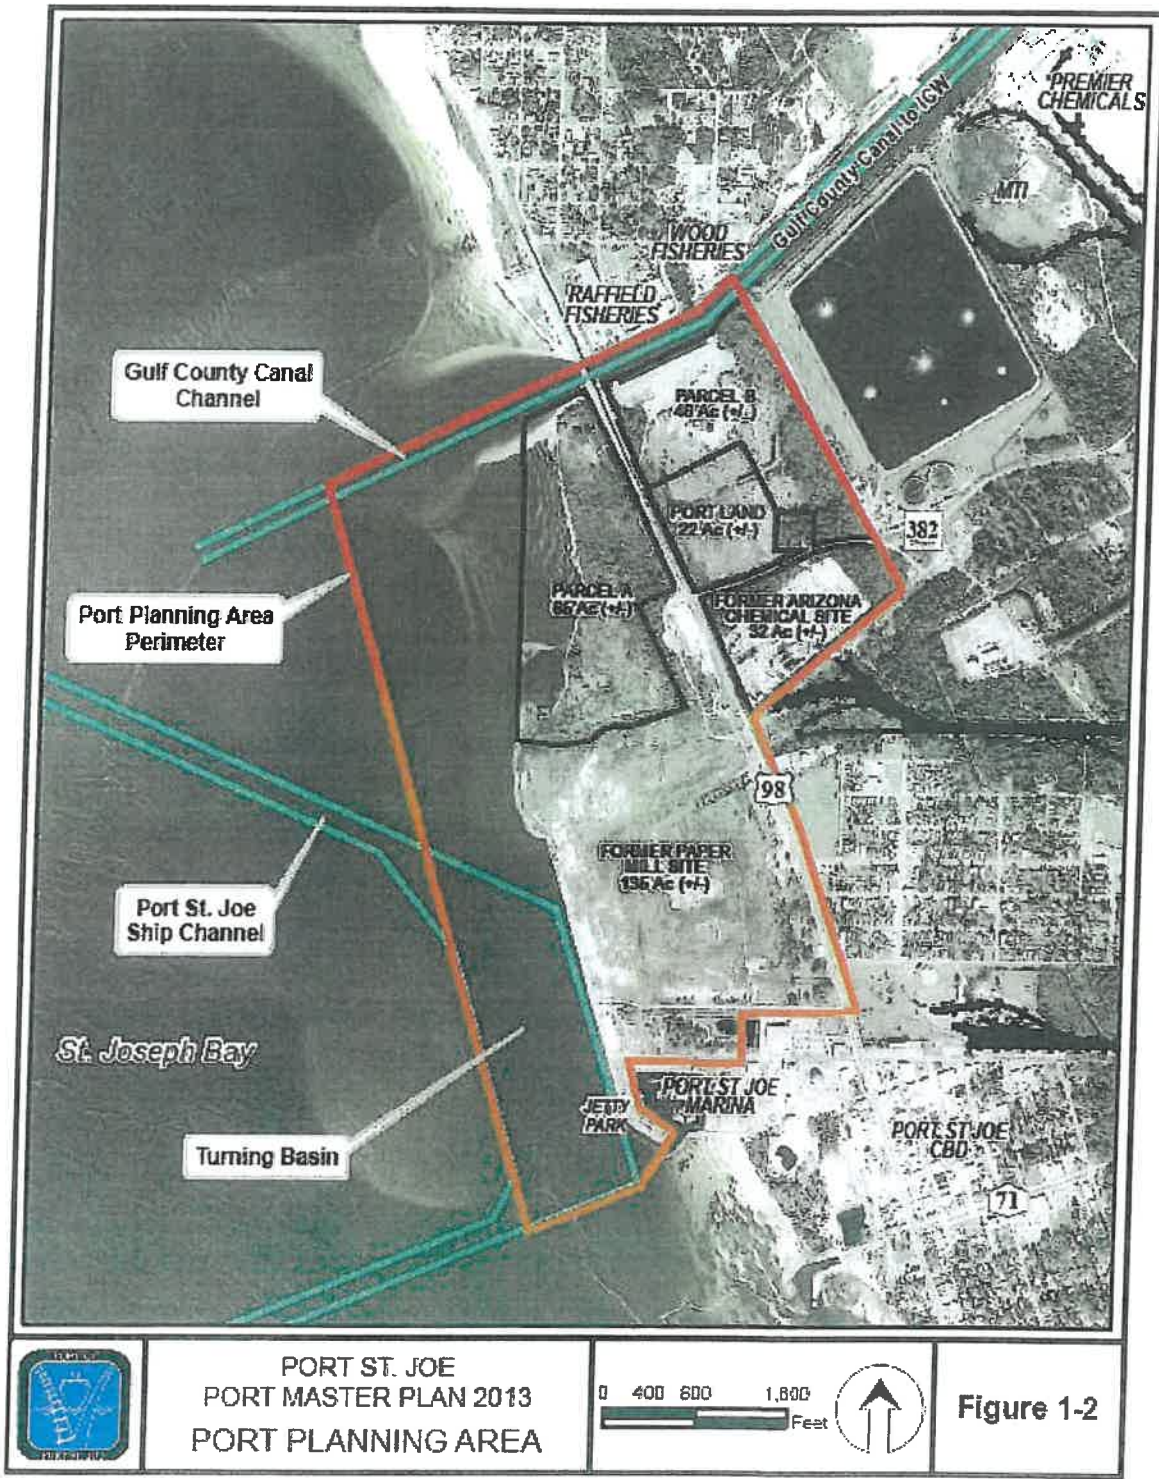 PREMIER
CHEMICALS
Gulf County Canal to ICW
MTI
WOOD
FISHERIES
RAFFIELD
FISHERIES
Gulf County Canal
Channel
PARCEL B
PORT LAND
22 Ac (+/-)
382
Port Planning Area
Perimeter
PARCEL A
FORMER ARIZONA
CHEMICAL SITE
32 Ac (+/-)
98
FORMER PAPER
MILL SITE
Port St. Joe
Ship Channel
St. Joseph Bay
JETTY
PARK
PORT ST JOE
MARINA
PORT ST JOE
CBD
Turning Basin
71
PORT ST. JOE
PORT MASTER PLAN 2013
PORT PLANNING AREA
0 400 800 1,600
Feet
Figure 1-2